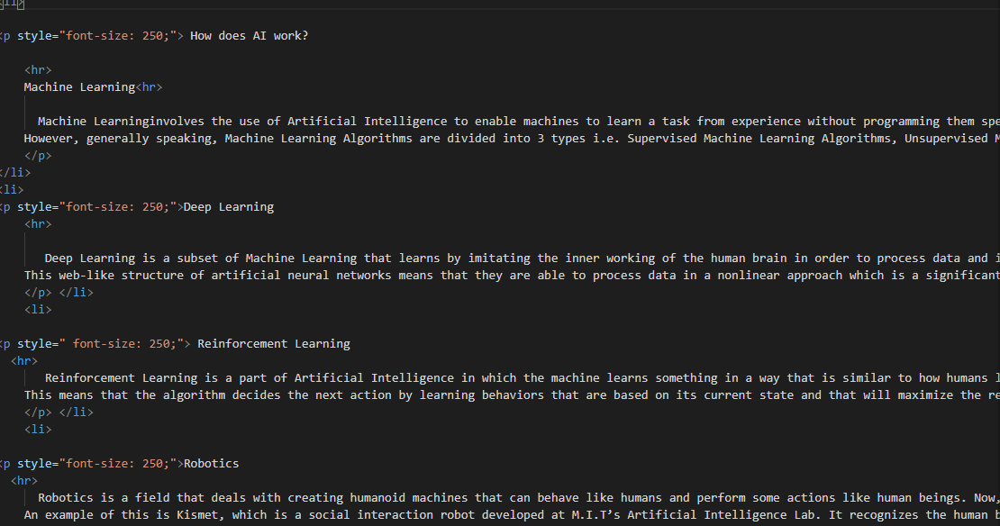 <li>
<p style="font-size: 250;"> How does AI work?
<hr>
Machine Learning<hr>
Machine Learninginvolves the use of Artificial Intelligence to enable machines to learn a task from experience without programming them
However, generally speaking, Machine Learning Algorithms are divided into 3 types i.e. Supervised Machine Learning Algorithms, Unsupervised
</p>
</li>
<li>
<p style="font-size: 250;">Deep Learning
<hr>
Deep Learning is a subset of Machine Learning that learns by imitating the inner working of the human brain in order to process data and
This web-like structure of artificial neural networks means that they are able to process data in a nonlinear approach which is a significant
</p> </li>
<li>
<p style=" font-size: 250;"> Reinforcement Learning
<hr>
Reinforcement Learning is a part of Artificial Intelligence in which the machine learns something in a way that is similar to how humans
This means that the algorithm decides the next action by learning behaviors that are based on its current state and that will maximize the
</p> </li>
<li>
<p style="font-size: 250;">Robotics
<hr>
Robotics is a field that deals with creating humanoid machines that can behave like humans and perform some actions like human beings. Now,
An example of this is Kismet, which is a social interaction robot developed at M.I.T’s Artificial Intelligence Lab. It recognizes the human